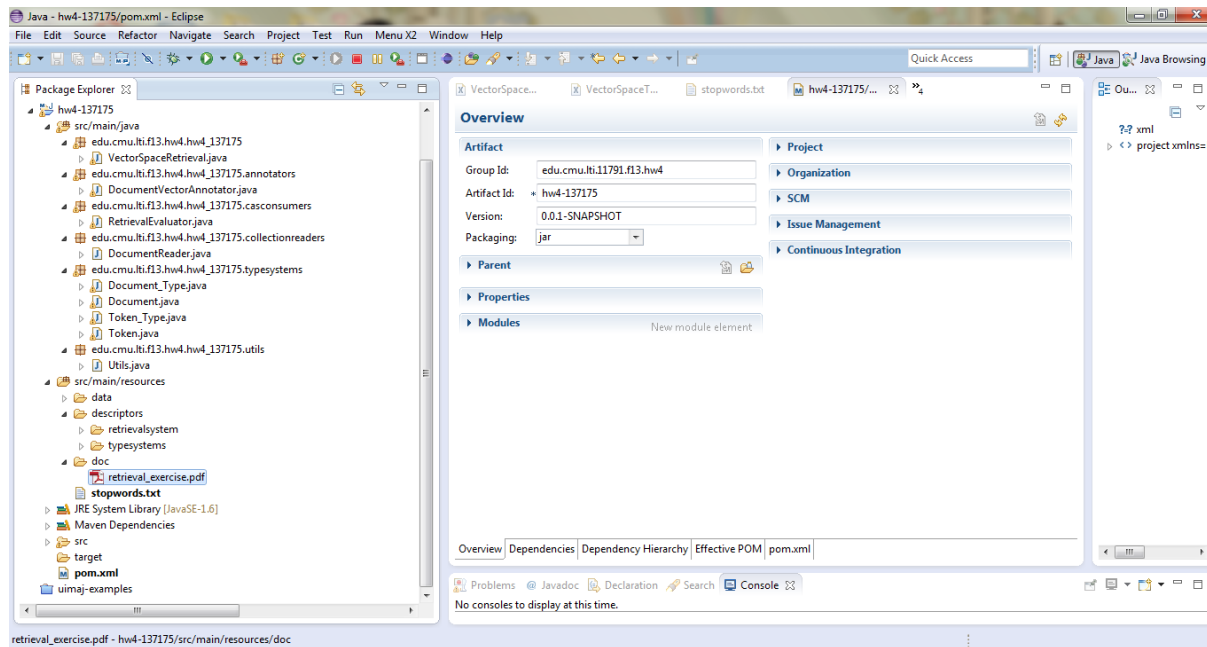 Java - hw4-137175/pom.xml - Eclipse
File Edit Source Refactor Navigate Search Project Test Run Menu X2 Window Help
Quick Access
Java
Java Browsing
Package Explorer
hw4-137175
src/main/java
edu.cmu.lti.f13.hw4.hw4_137175
VectorSpaceRetrieval.java
edu.cmu.lti.f13.hw4.hw4_137175.annotators
DocumentVectorAnnotator.java
edu.cmu.lti.f13.hw4.hw4_137175.casconsumers
RetrievalEvaluator.java
edu.cmu.lti.f13.hw4.hw4_137175.collectionreaders
DocumentReader.java
edu.cmu.lti.f13.hw4.hw4_137175.typesystems
Document_Type.java
Document.java
Token_Type.java
Token.java
edu.cmu.lti.f13.hw4.hw4_137175.utils
Utils.java
src/main/resources
data
descriptors
retrievalsystem
typesystems
doc
retrieval_exercise.pdf
stopwords.txt
JRE System Library [JavaSE-1.6]
Maven Dependencies
src
target
pom.xml
uimaj-examples
VectorSpace... VectorSpaceT... stopwords.txt hw4-137175/... »4
Overview
Artifact
Group Id: edu.cmu.lti.11791.f13.hw4
Artifact Id: * hw4-137175
Version: 0.0.1-SNAPSHOT
Packaging: jar
Parent
Properties
Modules
New module element
Project
Organization
SCM
Issue Management
Continuous Integration
Overview Dependencies Dependency Hierarchy Effective POM pom.xml
Problems @ Javadoc Declaration Search Console
No consoles to display at this time.
Ou...
?-? xml
<> project xmlns=
retrieval_exercise.pdf - hw4-137175/src/main/resources/doc